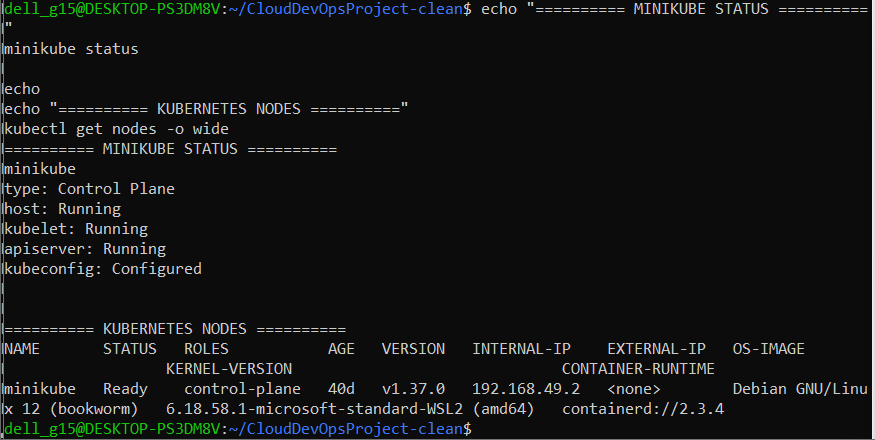 dell_g15@DESKTOP-PS3DM8V:~/CloudDevOpsProject-clean$ echo "========== MINIKUBE STATUS ==========
"
minikube status

echo
echo "========== KUBERNETES NODES =========="
kubectl get nodes -o wide
========== MINIKUBE STATUS ==========
minikube
type: Control Plane
host: Running
kubelet: Running
apiserver: Running
kubeconfig: Configured


========== KUBERNETES NODES ==========
NAME       STATUS   ROLES           AGE   VERSION   INTERNAL-IP    EXTERNAL-IP   OS-IMAGE
                  KERNEL-VERSION                              CONTAINER-RUNTIME
minikube   Ready    control-plane   40d   v1.37.0   192.168.49.2   <none>        Debian GNU/Linu
x 12 (bookworm)   6.18.58.1-microsoft-standard-WSL2 (amd64)   containerd://2.3.4
dell_g15@DESKTOP-PS3DM8V:~/CloudDevOpsProject-clean$